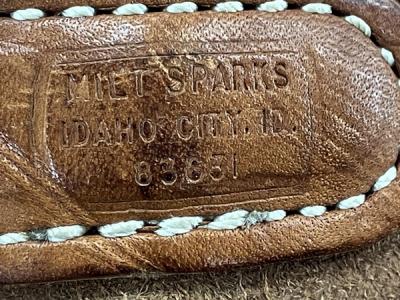 MILT SPARKS
IDAHO CITY, ID.
83631